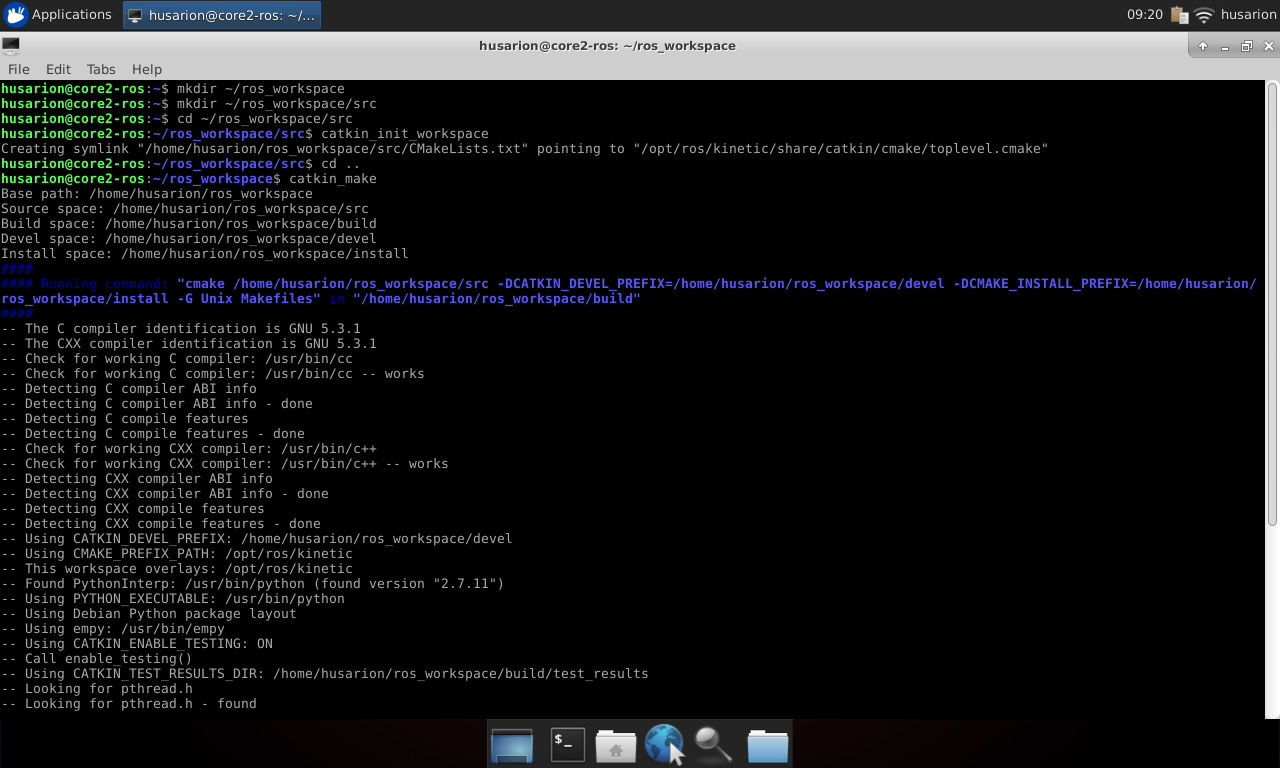 Applications
husarion@core2-ros: ~/...
09:20
husarion
husarion@core2-ros: ~/ros_workspace
File Edit Tabs Help
husarion@core2-ros:~$ mkdir ~/ros_workspace
husarion@core2-ros:~$ mkdir ~/ros_workspace/src
husarion@core2-ros:~$ cd ~/ros_workspace/src
husarion@core2-ros:~/ros_workspace/src$ catkin_init_workspace
Creating symlink "/home/husarion/ros_workspace/src/CMakeLists.txt" pointing to "/opt/ros/kinetic/share/catkin/cmake/toplevel.cmake"
husarion@core2-ros:~/ros_workspace/src$ cd ..
husarion@core2-ros:~/ros_workspace$ catkin_make
Base path: /home/husarion/ros_workspace
Source space: /home/husarion/ros_workspace/src
Build space: /home/husarion/ros_workspace/build
Devel space: /home/husarion/ros_workspace/devel
Install space: /home/husarion/ros_workspace/install
####
#### Running command: "cmake /home/husarion/ros_workspace/src -DCATKIN_DEVEL_PREFIX=/home/husarion/ros_workspace/devel -DCMAKE_INSTALL_PREFIX=/home/husarion/
ros_workspace/install -G Unix Makefiles" in "/home/husarion/ros_workspace/build"
####
-- The C compiler identification is GNU 5.3.1
-- The CXX compiler identification is GNU 5.3.1
-- Check for working C compiler: /usr/bin/cc
-- Check for working C compiler: /usr/bin/cc -- works
-- Detecting C compiler ABI info
-- Detecting C compiler ABI info - done
-- Detecting C compile features
-- Detecting C compile features - done
-- Check for working CXX compiler: /usr/bin/c++
-- Check for working CXX compiler: /usr/bin/c++ -- works
-- Detecting CXX compiler ABI info
-- Detecting CXX compiler ABI info - done
-- Detecting CXX compile features
-- Detecting CXX compile features - done
-- Using CATKIN_DEVEL_PREFIX: /home/husarion/ros_workspace/devel
-- Using CMAKE_PREFIX_PATH: /opt/ros/kinetic
-- This workspace overlays: /opt/ros/kinetic
-- Found PythonInterp: /usr/bin/python (found version "2.7.11")
-- Using PYTHON_EXECUTABLE: /usr/bin/python
-- Using Debian Python package layout
-- Using empy: /usr/bin/empy
-- Using CATKIN_ENABLE_TESTING: ON
-- Call enable_testing()
-- Using CATKIN_TEST_RESULTS_DIR: /home/husarion/ros_workspace/build/test_results
-- Looking for pthread.h
-- Looking for pthread.h - found
$_